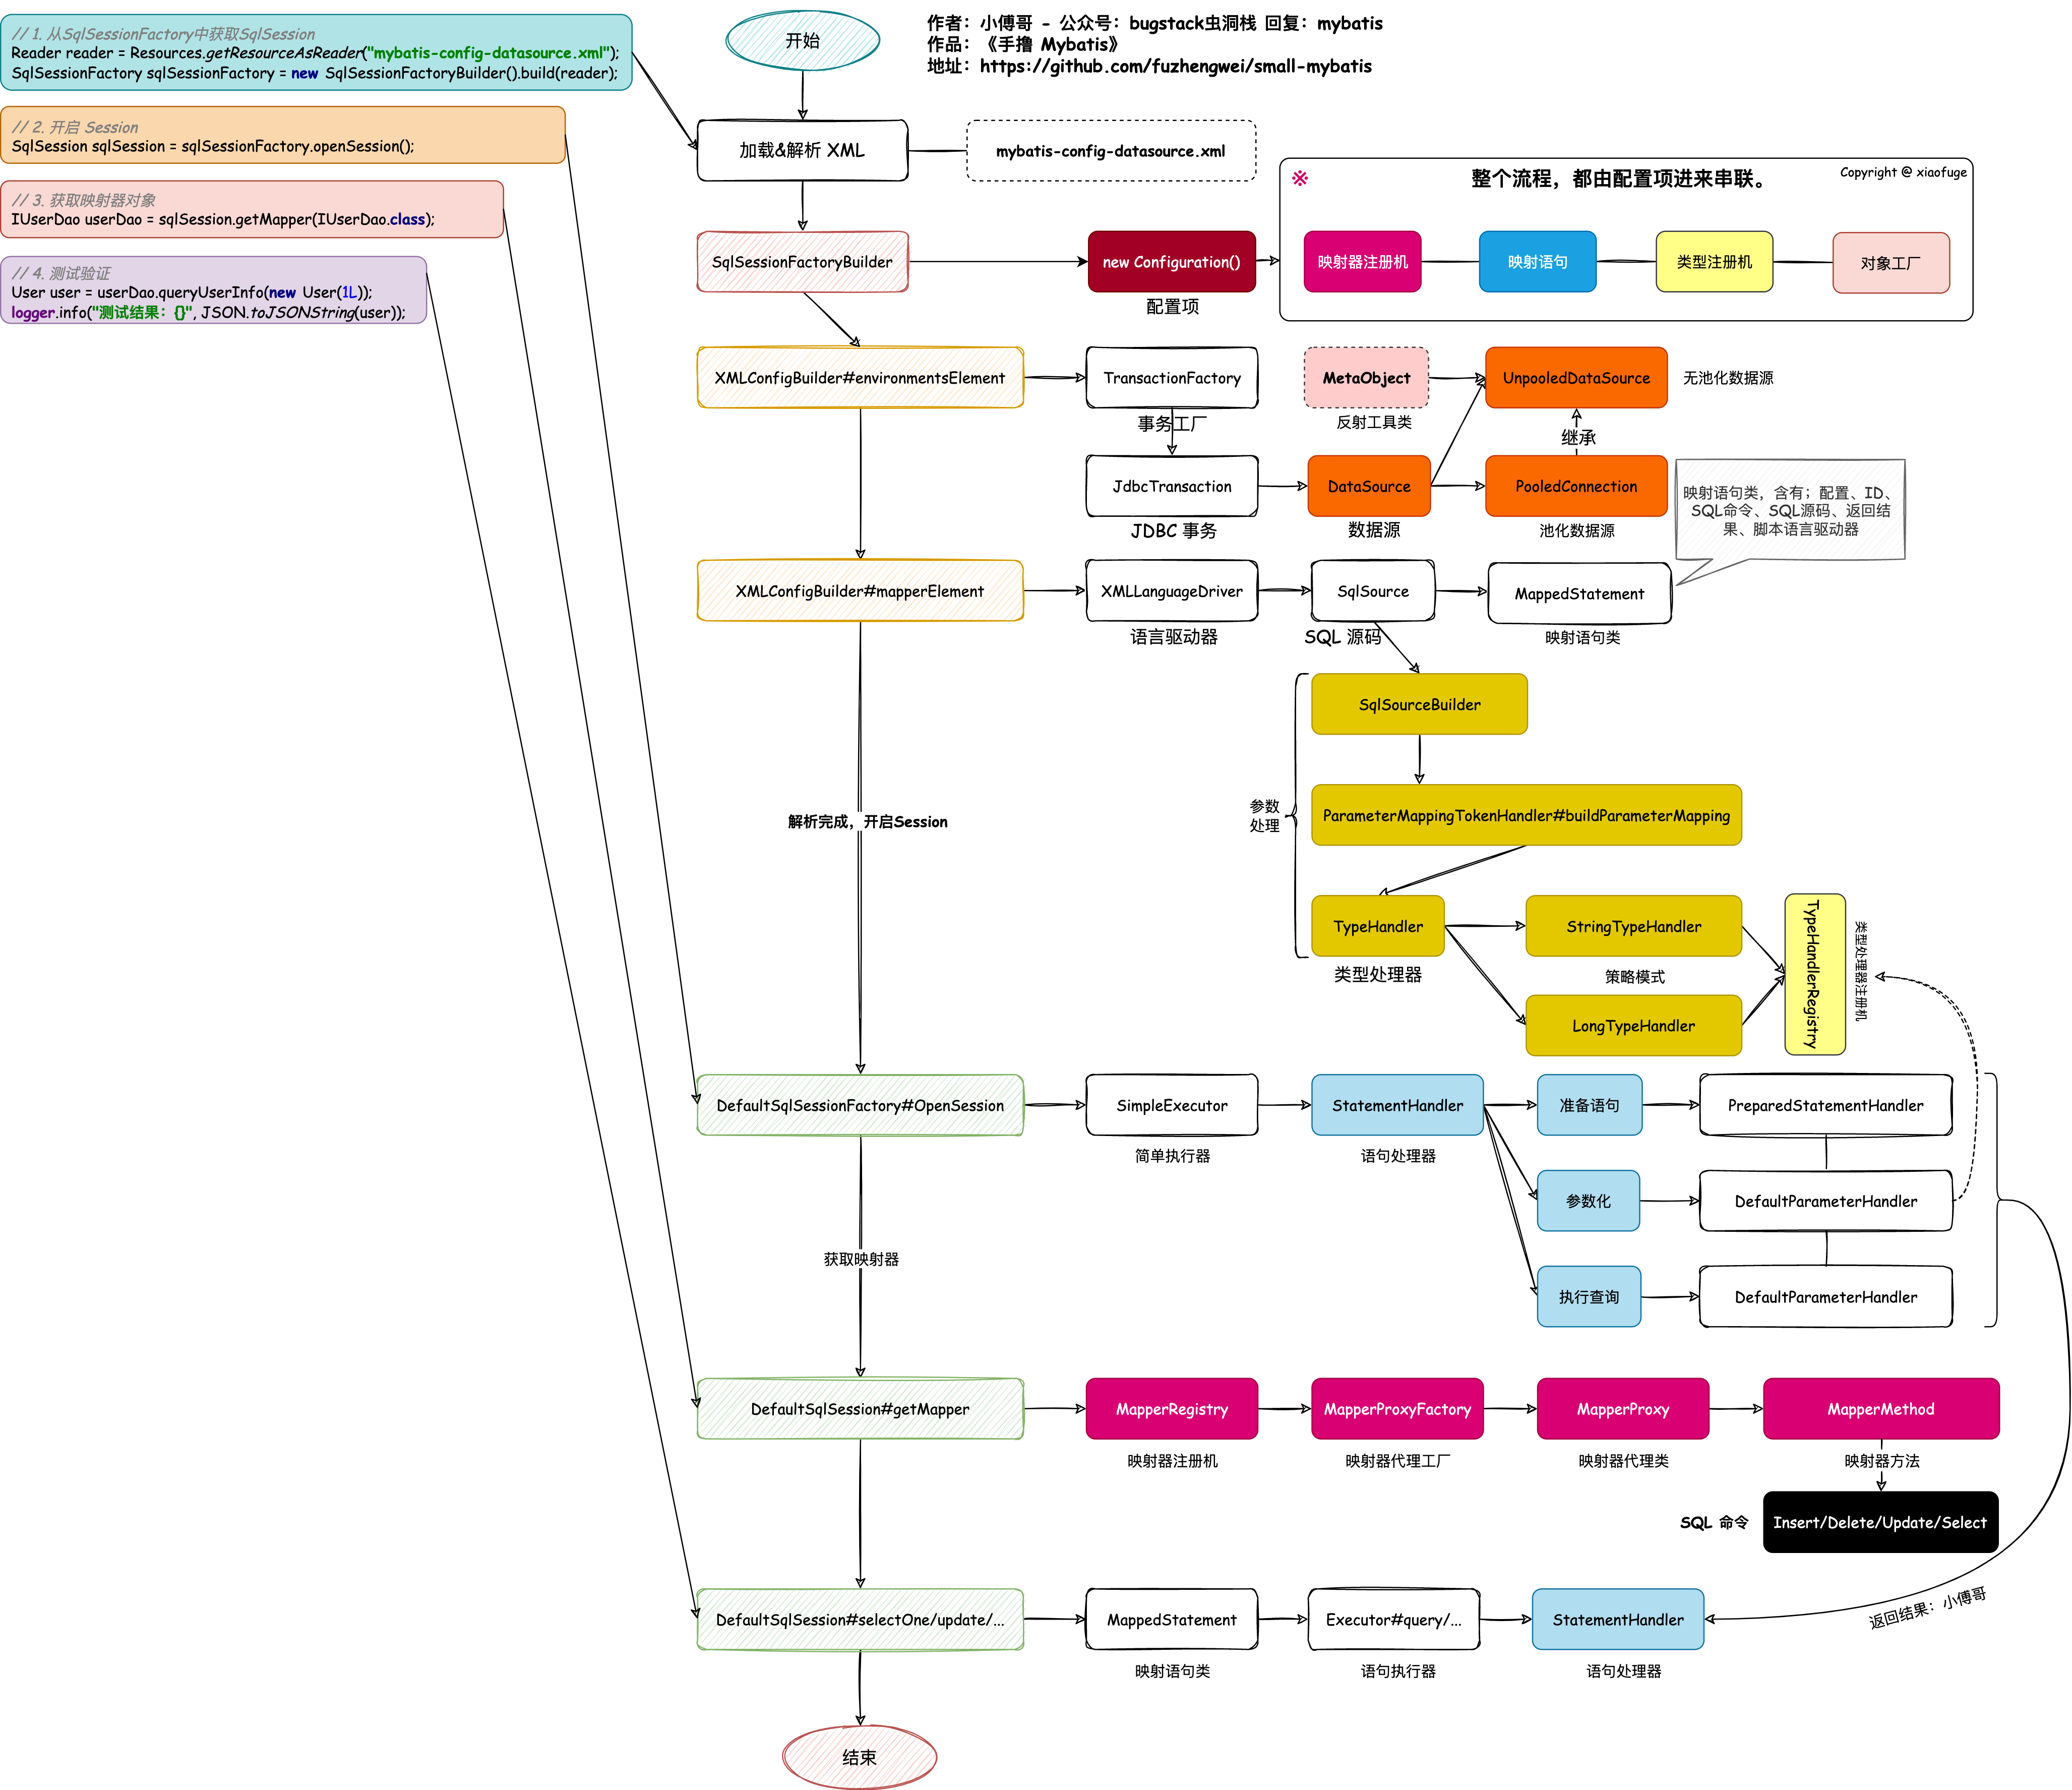 // 1. 从SqlSessionFactory中获取SqlSession
Reader reader = Resources.getResourceAsReader("mybatis-config-datasource.xml");
SqlSessionFactory sqlSessionFactory = new SqlSessionFactoryBuilder().build(reader);
// 2. 开启 Session
SqlSession sqlSession = sqlSessionFactory.openSession();
// 3. 获取映射器对象
IUserDao userDao = sqlSession.getMapper(IUserDao.class);
// 4. 测试验证
User user = userDao.queryUserInfo(new User(1L));
logger.info("测试结果：{}", JSON.toJSONString(user));
开始
作者：小傅哥 - 公众号：bugstack虫洞栈 回复：mybatis
作品：《手撸 Mybatis》
地址：https://github.com/fuzhengwei/small-mybatis
加载&解析 XML
mybatis-config-datasource.xml
※
整个流程，都由配置项进来串联。
Copyright @ xiaofuge
SqlSessionFactoryBuilder
new Configuration()
配置项
映射器注册机
映射语句
类型注册机
对象工厂
XMLConfigBuilder#environmentsElement
TransactionFactory
事务工厂
MetaObject
反射工具类
UnpooledDataSource
无池化数据源
继承
JdbcTransaction
JDBC 事务
DataSource
数据源
PooledConnection
池化数据源
映射语句类，含有；配置、ID、
SQL命令、SQL源码、返回结
果、脚本语言驱动器
XMLConfigBuilder#mapperElement
XMLLanguageDriver
语言驱动器
SqlSource
SQL 源码
MappedStatement
映射语句类
SqlSourceBuilder
参数
处理
ParameterMappingTokenHandler#buildParameterMapping
解析完成，开启Session
TypeHandler
类型处理器
StringTypeHandler
策略模式
LongTypeHandler
TypeHandlerRegistry
类型处理器注册机
DefaultSqlSessionFactory#OpenSession
SimpleExecutor
简单执行器
StatementHandler
语句处理器
准备语句
PreparedStatementHandler
参数化
DefaultParameterHandler
获取映射器
执行查询
DefaultParameterHandler
DefaultSqlSession#getMapper
MapperRegistry
映射器注册机
MapperProxyFactory
映射器代理工厂
MapperProxy
映射器代理类
MapperMethod
映射器方法
SQL 命令
Insert/Delete/Update/Select
DefaultSqlSession#selectOne/update/...
MappedStatement
映射语句类
Executor#query/...
语句执行器
StatementHandler
语句处理器
返回结果：小傅哥
结束